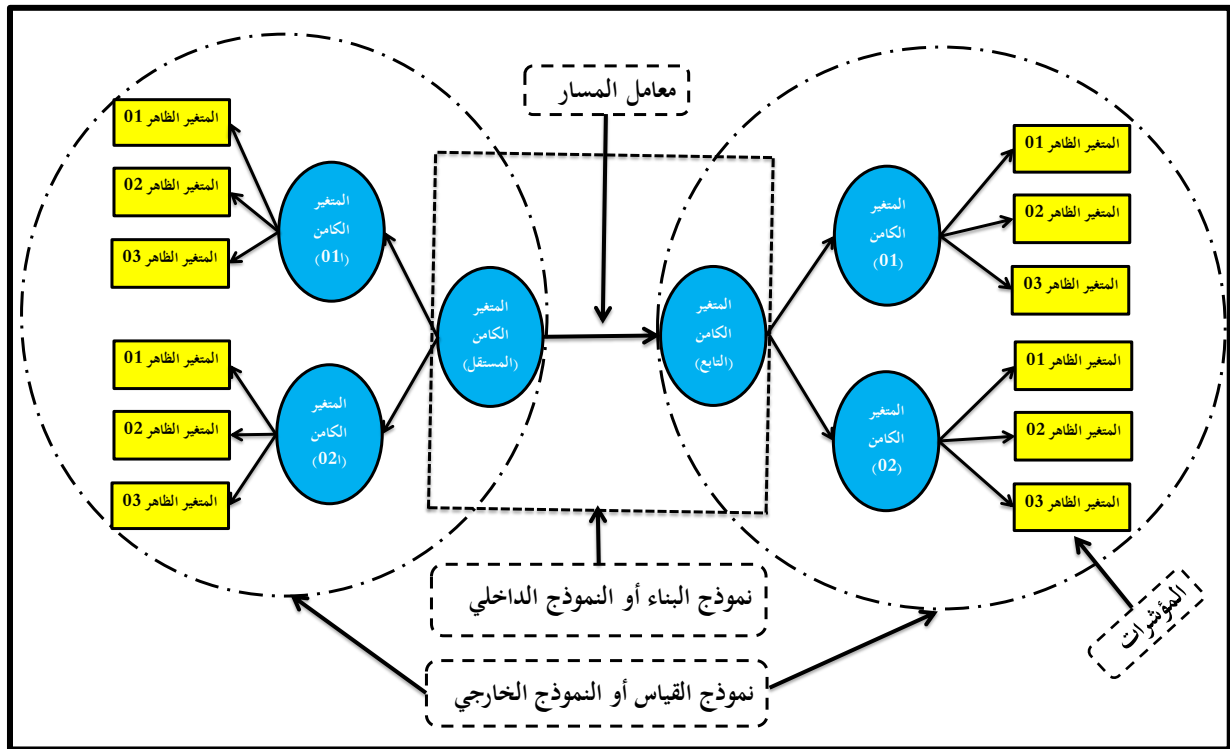 معامل المسار
المتغير الظاهر 01
المتغير الظاهر 02
المتغير الظاهر 03
المتغير الظاهر 01
المتغير الظاهر 02
المتغير الظاهر 03
المتغير
الكامن
(01)
المتغير
الكامن
(02)
المتغير
الكامن
(التابع)
المتغير
الكامن
(المستقل)
المتغير
الكامن
(ا01)
المتغير
الكامن
(ا02)
المتغير الظاهر 01
المتغير الظاهر 02
المتغير الظاهر 03
المتغير الظاهر 01
المتغير الظاهر 02
المتغير الظاهر 03
المؤشرات
نموذج البناء أو النموذج الداخلي
نموذج القياس أو النموذج الخارجي